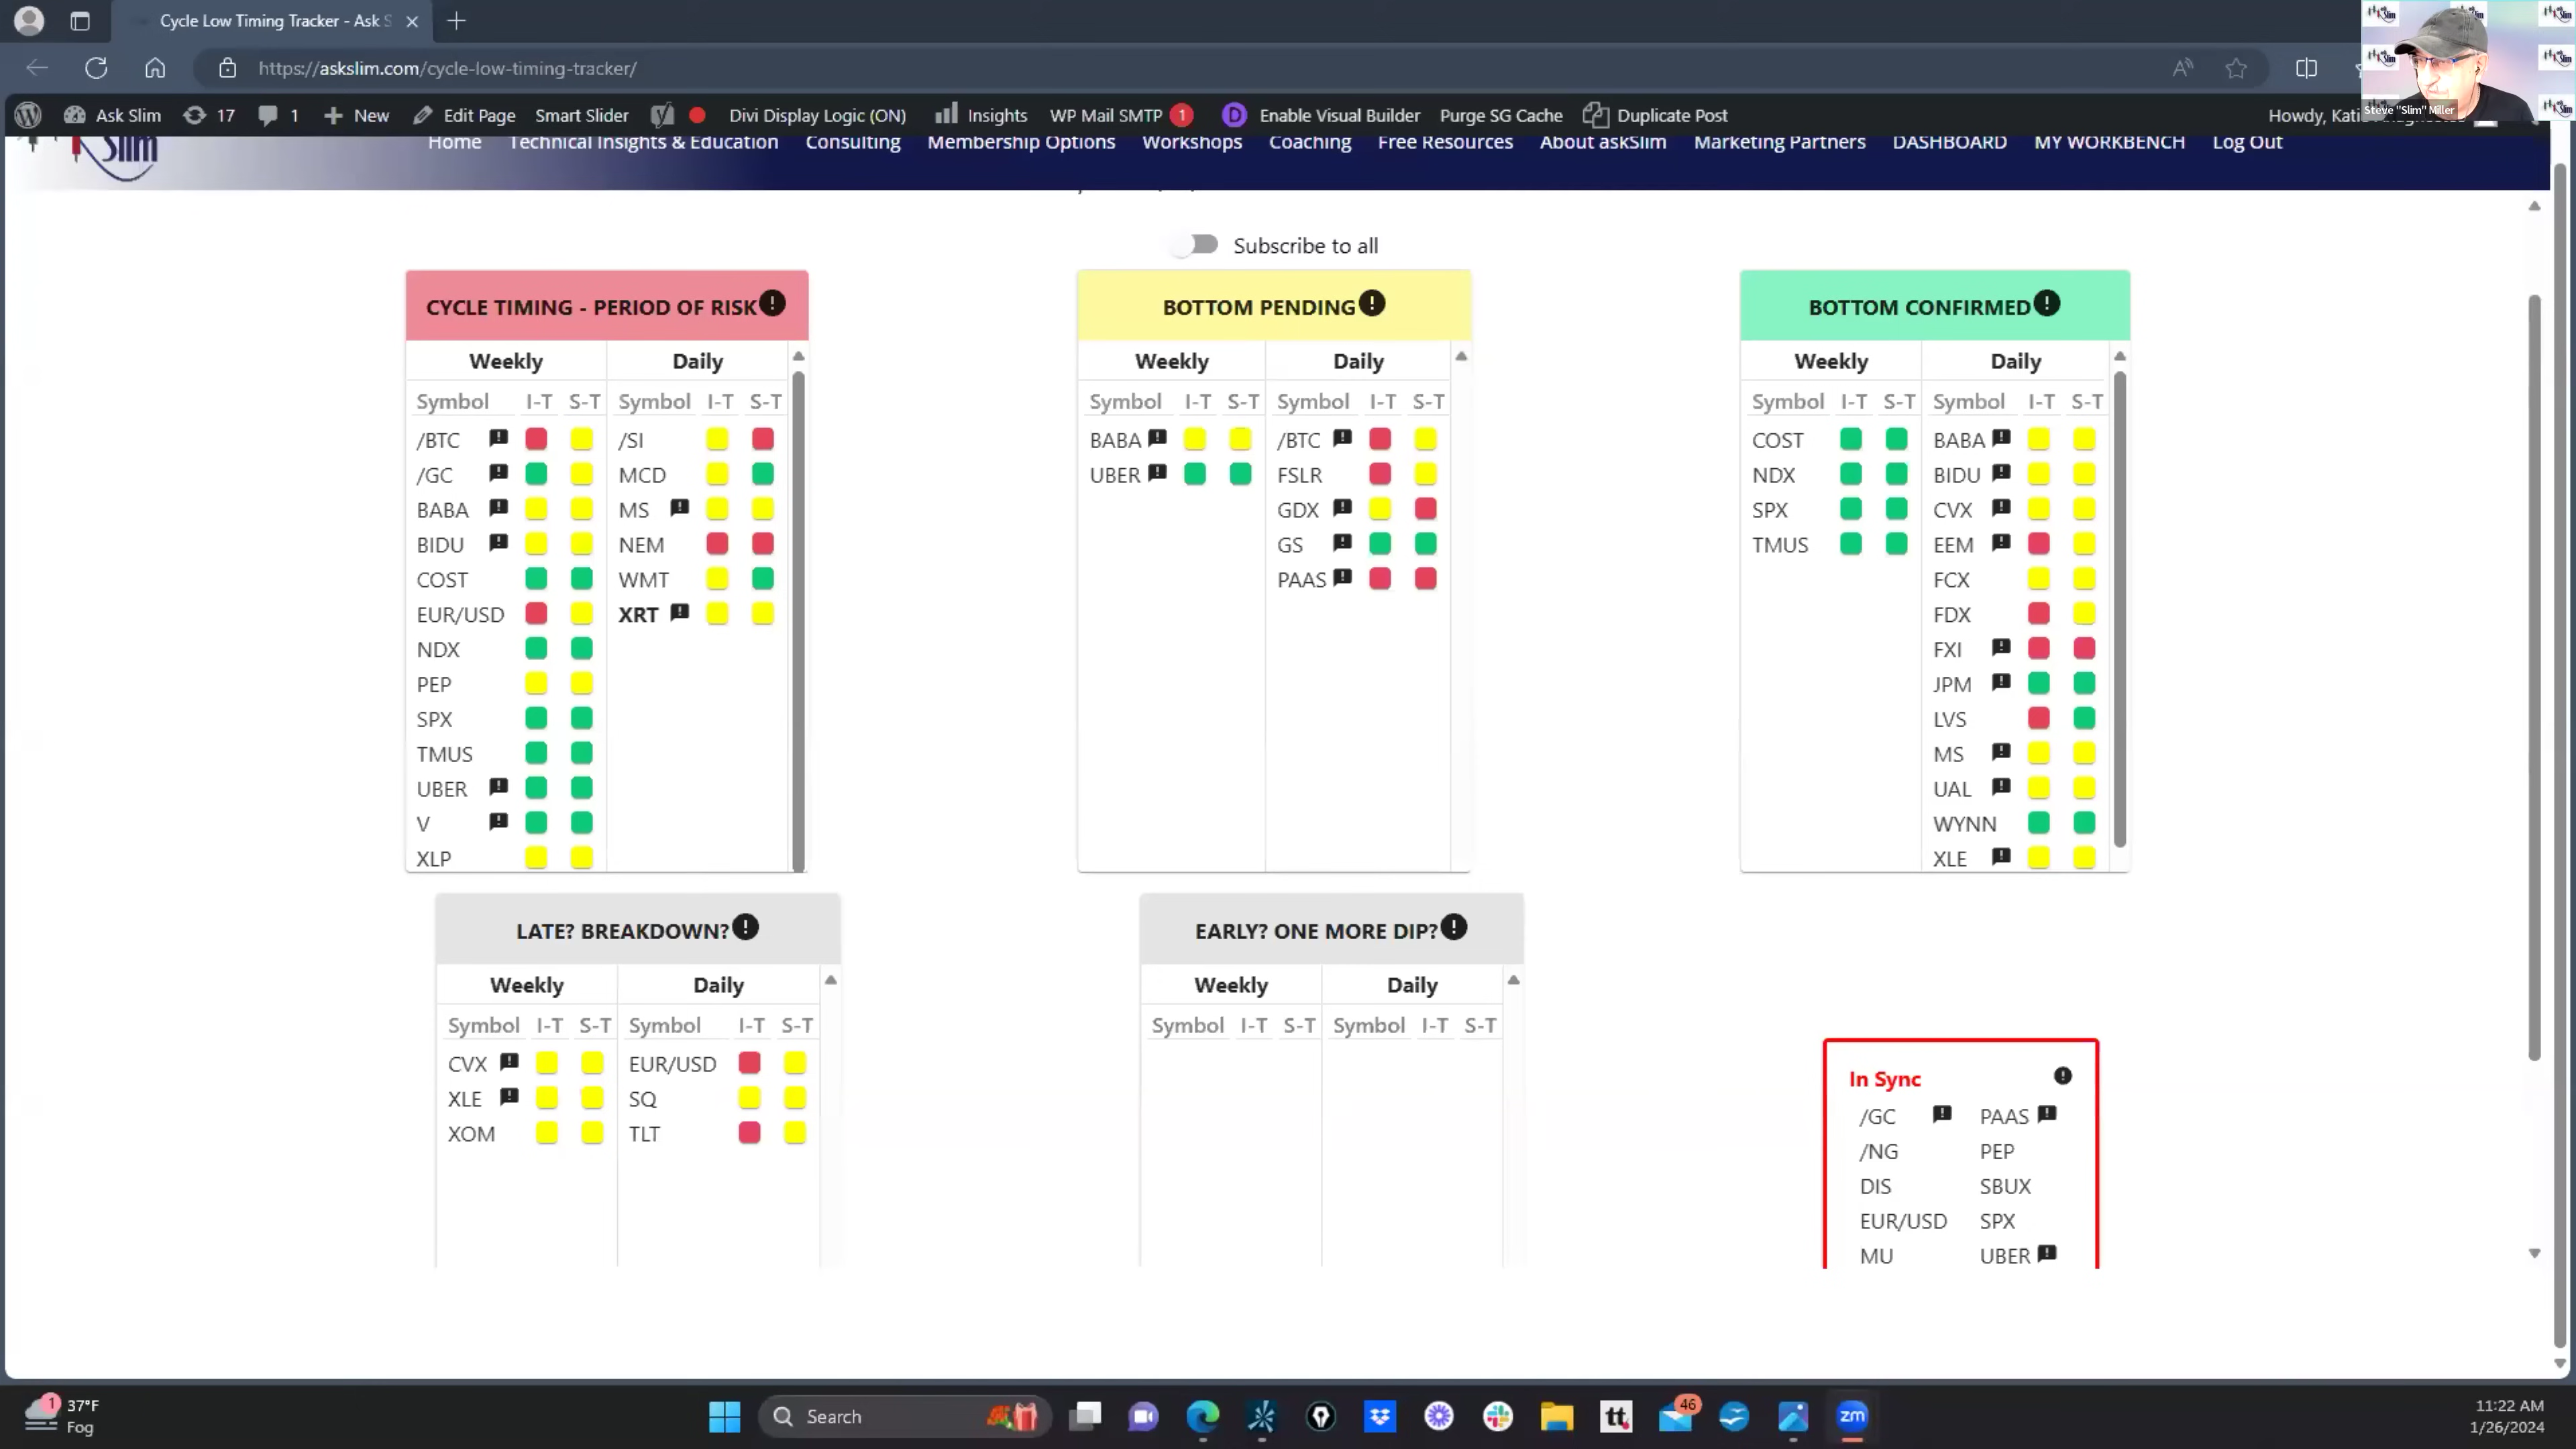 Cycle Low Timing Tracker - Ask S
https://askslim.com/cycle-low-timing-tracker/
Ask Slim 17 1 New Edit Page Smart Slider Divi Display Logic (ON) Insights WP Mail SMTP 1 D Enable Visual Builder Purge SG Cache Duplicate Post Howdy, Kati
Steve "Slim" Miller
Slim
Home Technical Insights & Education Consulting Membership Options Workshops Coaching Free Resources About askSlim Marketing Partners DASHBOARD MY WORKBENCH Log Out
Subscribe to all
CYCLE TIMING - PERIOD OF RISK
Weekly Daily
Symbol I-T S-T Symbol I-T S-T
/BTC /SI
/GC MCD
BABA MS
BIDU NEM
COST WMT
EUR/USD XRT
NDX
PEP
SPX
TMUS
UBER
V
XLP
BOTTOM PENDING
Weekly Daily
Symbol I-T S-T Symbol I-T S-T
BABA /BTC
UBER FSLR
GDX
GS
PAAS
BOTTOM CONFIRMED
Weekly Daily
Symbol I-T S-T Symbol I-T S-T
COST BABA
NDX BIDU
SPX CVX
TMUS EEM
FCX
FDX
FXI
JPM
LVS
MS
UAL
WYNN
XLE
LATE? BREAKDOWN?
Weekly Daily
Symbol I-T S-T Symbol I-T S-T
CVX EUR/USD
XLE SQ
XOM TLT
EARLY? ONE MORE DIP?
Weekly Daily
Symbol I-T S-T Symbol I-T S-T
In Sync
/GC PAAS
/NG PEP
DIS SBUX
EUR/USD SPX
MU UBER
1
37°F
Fog
Search
tt
46
zm
11:22 AM
1/26/2024